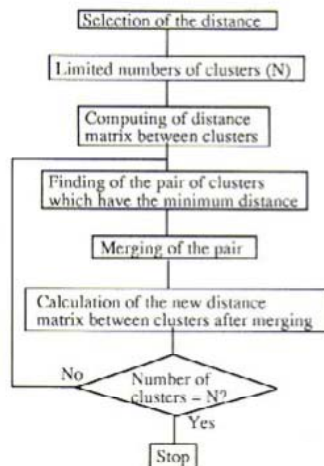 Selection of the distance
Limited numbers of clusters (N)
Computing of distance
matrix between clusters
Finding of the pair of clusters
which have the minimum distance
Merging of the pair
Calculation of the new distance
matrix between clusters after merging
No
Number of
clusters = N?
Yes
Stop